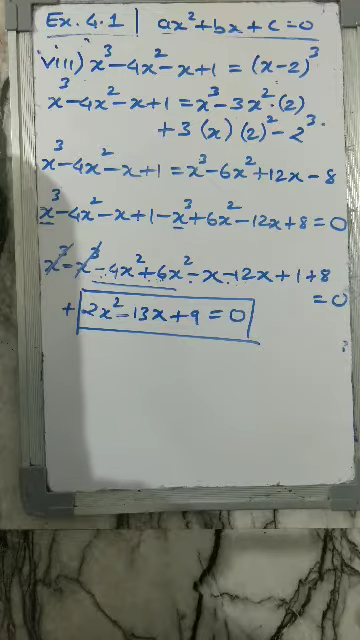 Ex. 4.1 | ax² + bx + c = 0
viii) x³ - 4x² - x + 1 = (x - 2)³
x³ - 4x² - x + 1 = x³ - 3x² · (2)
+ 3 (x) (2)² - 2³
x³ - 4x² - x + 1 = x³ - 6x² + 12x - 8
x³ - 4x² - x + 1 - x³ + 6x² - 12x + 8 = 0
x³ - x³ - 4x² + 6x² - x - 12x + 1 + 8
= 0
+ 2x² - 13x + 9 = 0